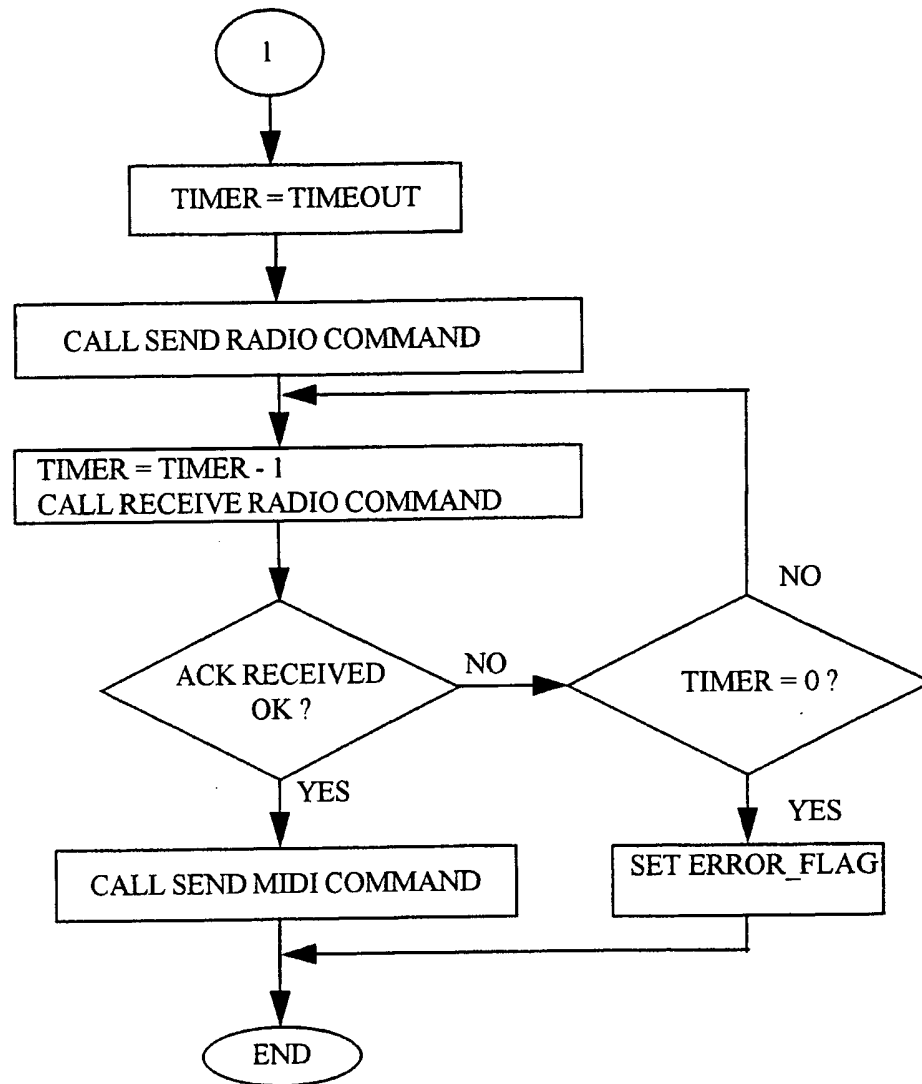 1
TIMER = TIMEOUT
CALL SEND RADIO COMMAND
TIMER = TIMER - 1
CALL RECEIVE RADIO COMMAND
NO
ACK RECEIVED
OK ?
NO
TIMER = 0 ?
YES
YES
CALL SEND MIDI COMMAND
SET ERROR_FLAG
END